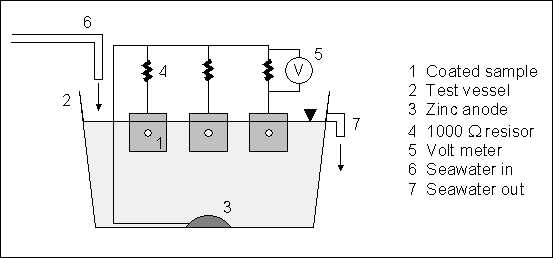 6
5
V
4
2
7
1
3
1 Coated sample
2 Test vessel
3 Zinc anode
4 1000 Ω resisor
5 Volt meter
6 Seawater in
7 Seawater out